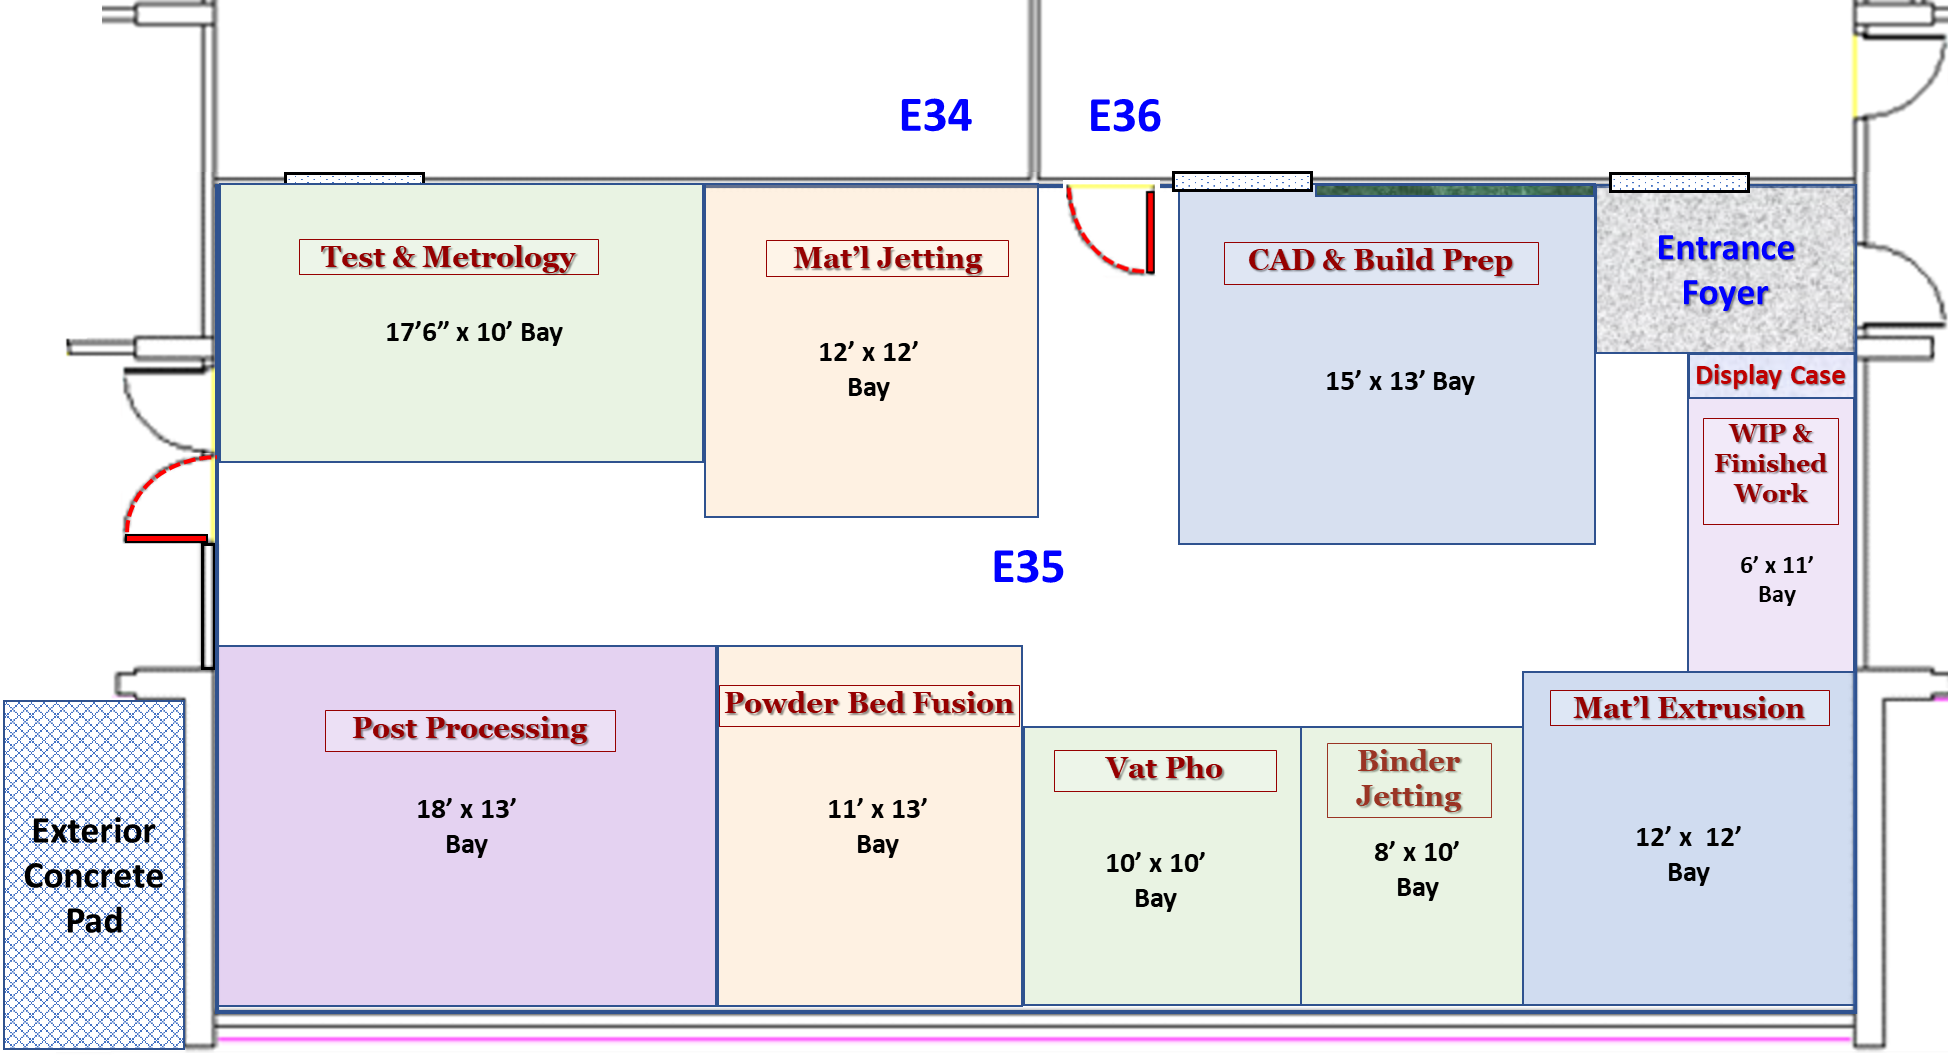 E34
E36
Test & Metrology
17’6” x 10’ Bay
Mat’l Jetting
12’ x 12’
Bay
CAD & Build Prep
15’ x 13’ Bay
Entrance
Foyer
Display Case
WIP &
Finished
Work
6’ x 11’
Bay
E35
Post Processing
18’ x 13’
Bay
Powder Bed Fusion
11’ x 13’
Bay
Vat Pho
10’ x 10’
Bay
Binder
Jetting
8’ x 10’
Bay
Mat’l Extrusion
12’ x  12’
Bay
Exterior
Concrete
Pad